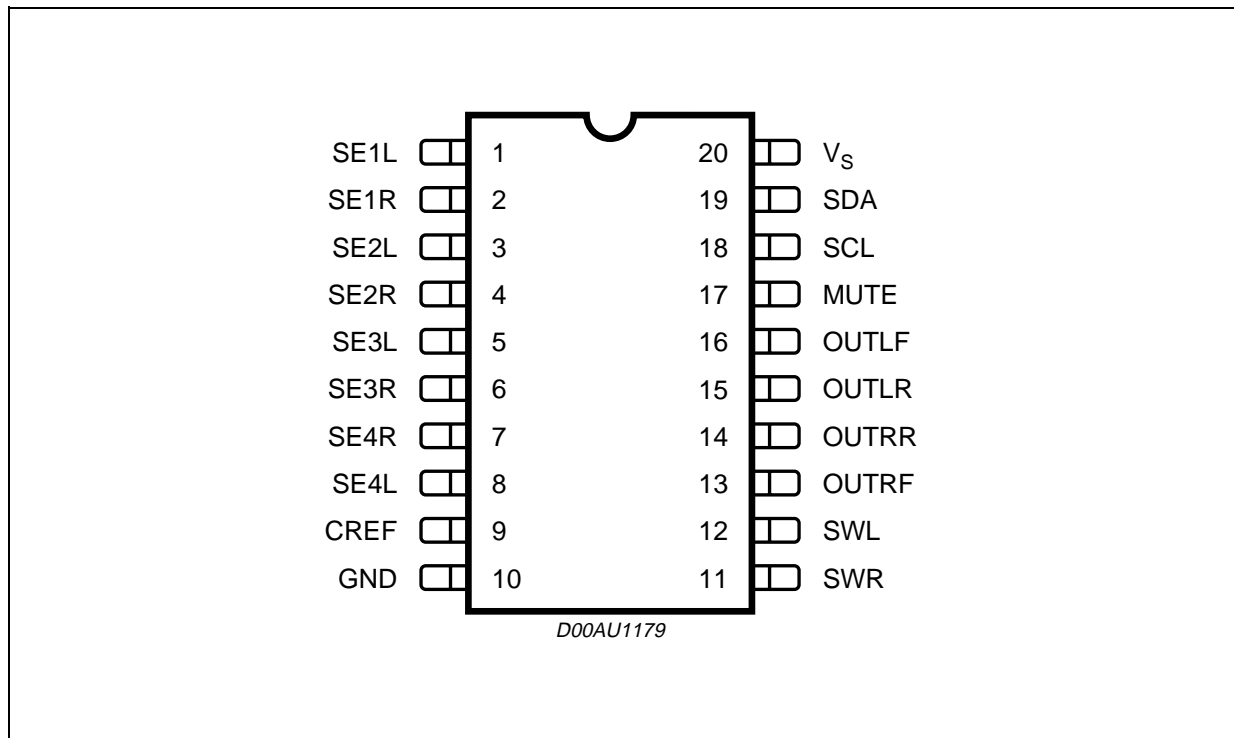 SE1L 1 20 VS
SE1R 2 19 SDA
SE2L 3 18 SCL
SE2R 4 17 MUTE
SE3L 5 16 OUTLF
SE3R 6 15 OUTLR
SE4R 7 14 OUTRR
SE4L 8 13 OUTRF
CREF 9 12 SWL
GND 10 11 SWR
D00AU1179